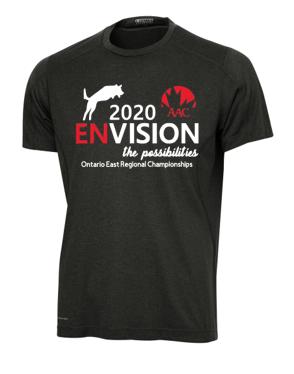 2020
AAC
ENVISION
the possibilities
Ontario East Regional Championships